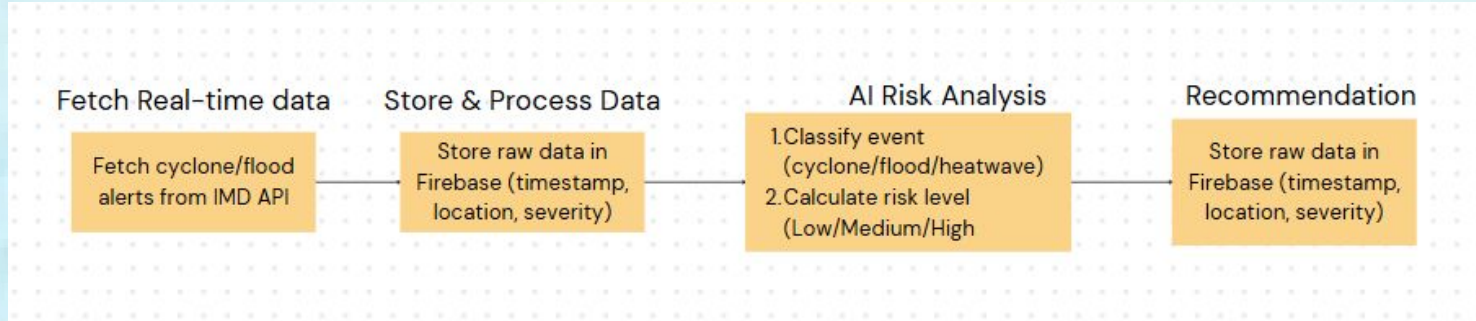 Fetch Real-time data
Fetch cyclone/flood
alerts from IMD API
Store & Process Data
Store raw data in
Firebase (timestamp,
location, severity)
AI Risk Analysis
1.Classify event
(cyclone/flood/heatwave)
2.Calculate risk level
(Low/Medium/High
Recommendation
Store raw data in
Firebase (timestamp,
location, severity)